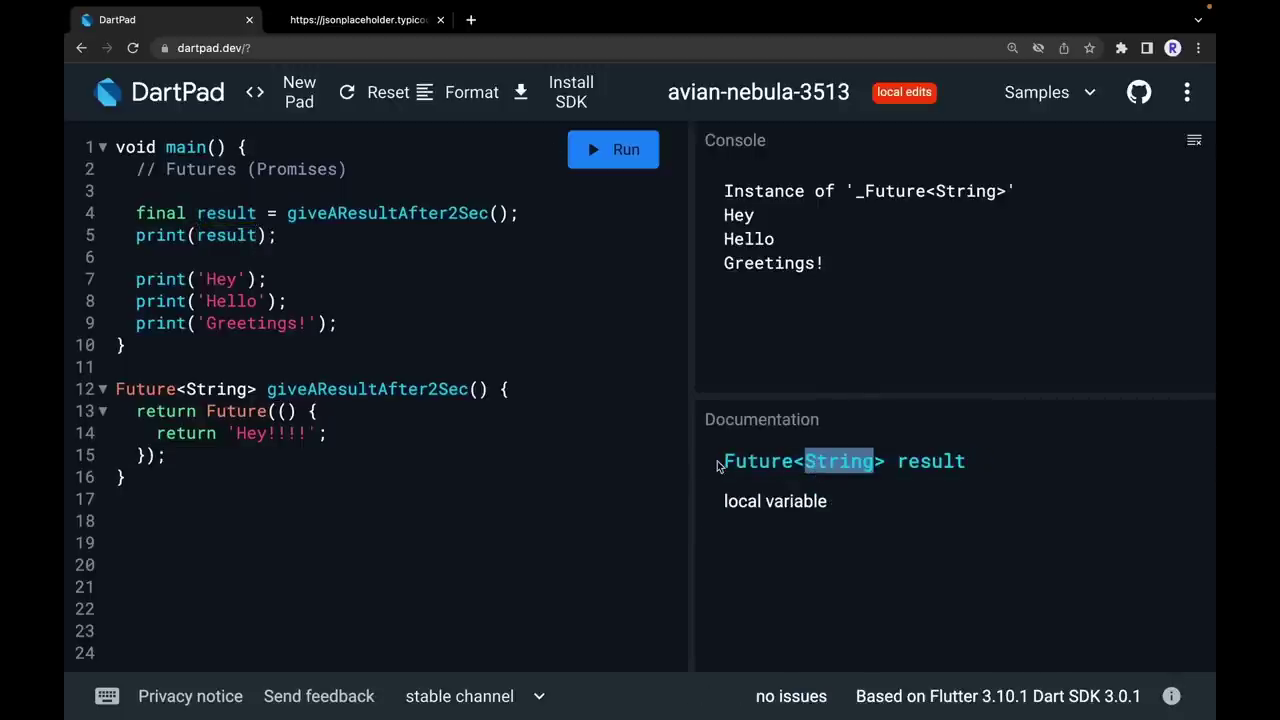 DartPad
https://jsonplaceholder.typico
dartpad.dev/?
R
DartPad
<> New Pad
Reset
Format
Install SDK
avian-nebula-3513
local edits
Samples
1 void main() {
2 // Futures (Promises)
3
4 final result = giveAResultAfter2Sec();
5 print(result);
6
7 print('Hey');
8 print('Hello');
9 print('Greetings!');
10 }
11
12 Future<String> giveAResultAfter2Sec() {
13 return Future(() {
14 return 'Hey!!!!';
15 });
16 }
17
18
19
20
21
22
23
24
Run
Console
Instance of '_Future<String>'
Hey
Hello
Greetings!
Documentation
Future<String> result
local variable
Privacy notice
Send feedback
stable channel
no issues
Based on Flutter 3.10.1 Dart SDK 3.0.1